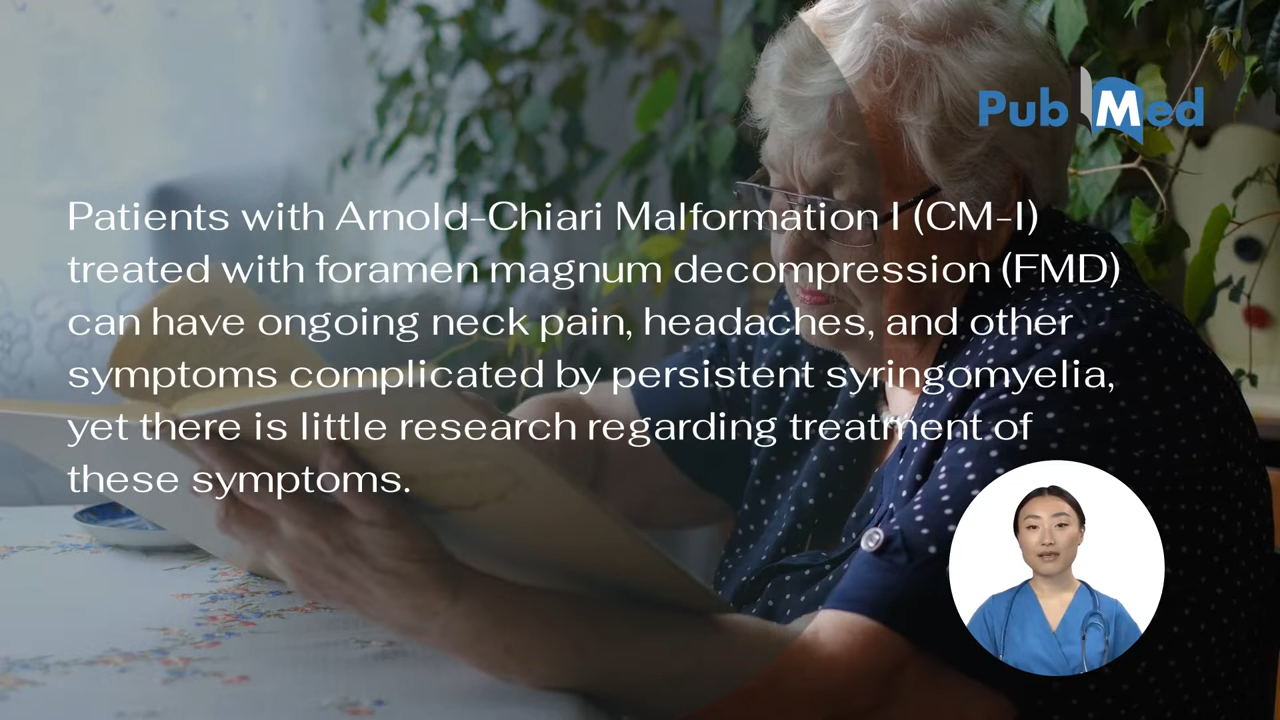 PubMed
Patients with Arnold-Chiari Malformation I (CM-I)
treated with foramen magnum decompression (FMD)
can have ongoing neck pain, headaches, and other
symptoms complicated by persistent syringomyelia,
yet there is little research regarding treatment of
these symptoms.